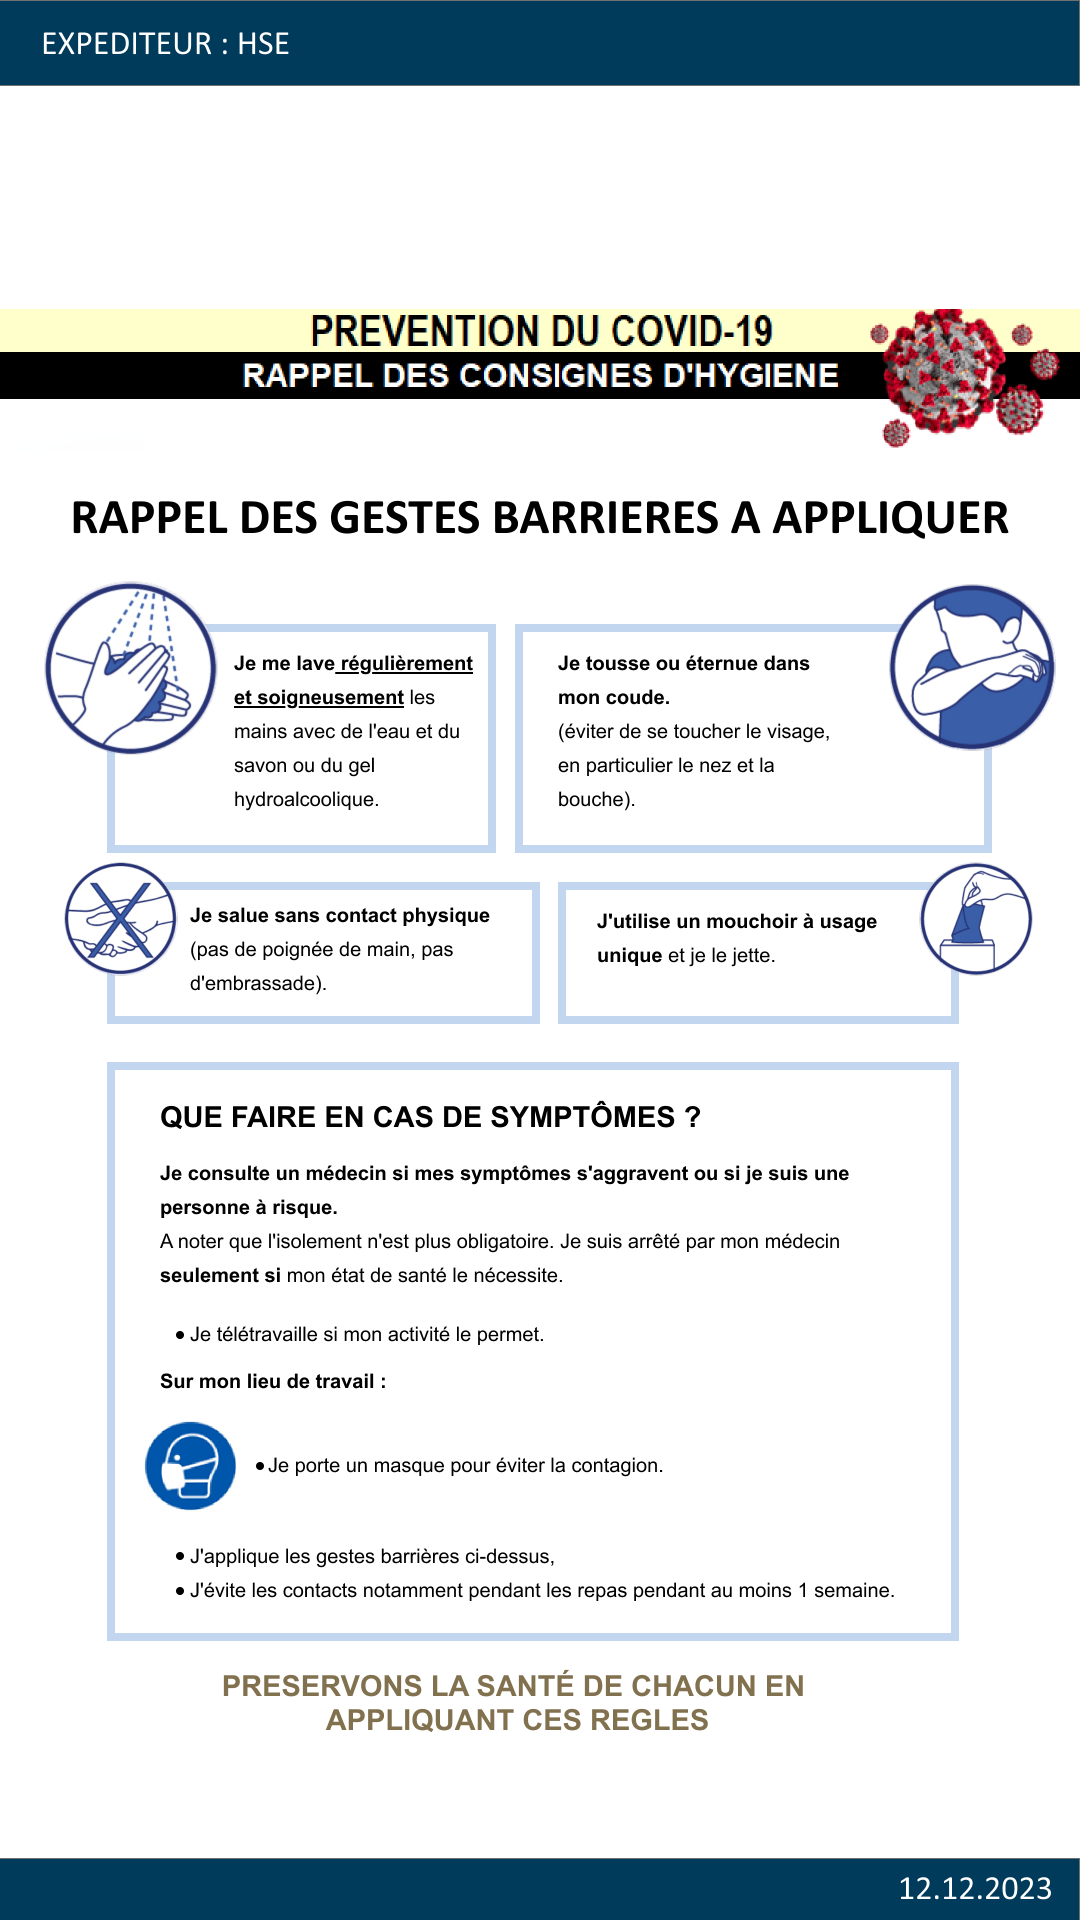 EXPEDITEUR : HSE
PREVENTION DU COVID-19
RAPPEL DES CONSIGNES D'HYGIENE
RAPPEL DES GESTES BARRIERES A APPLIQUER
Je me lave régulièrement
et soigneusement les
mains avec de l'eau et du
savon ou du gel
hydroalcoolique.
Je tousse ou éternue dans
mon coude.
(éviter de se toucher le visage,
en particulier le nez et la
bouche).
Je salue sans contact physique
(pas de poignée de main, pas
d'embrassade).
J'utilise un mouchoir à usage
unique et je le jette.
QUE FAIRE EN CAS DE SYMPTÔMES ?
Je consulte un médecin si mes symptômes s'aggravent ou si je suis une
personne à risque.
A noter que l'isolement n'est plus obligatoire. Je suis arrêté par mon médecin
seulement si mon état de santé le nécessite.
• Je télétravaille si mon activité le permet.
Sur mon lieu de travail :
• Je porte un masque pour éviter la contagion.
• J'applique les gestes barrières ci-dessus,
• J'évite les contacts notamment pendant les repas pendant au moins 1 semaine.
PRESERVONS LA SANTÉ DE CHACUN EN
APPLIQUANT CES REGLES
12.12.2023